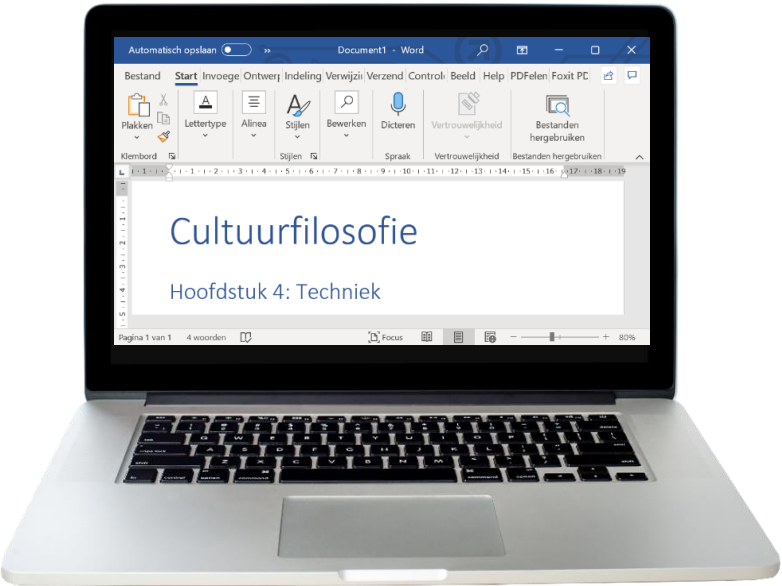 Automatisch opslaan
Document1 - Word
Bestand Start Invoege Ontwerp Indeling Verwijzi Verzend Control Beeld Help PDFelen Foxit PD
Plakken
Lettertype
Alinea
Stijlen
Bewerken
Dicteren
Vertrouwelijkheid
Bestanden
hergebruiken
Klembord
Stijlen
Spraak
Vertrouwelijkheid
Bestanden hergebruiken
Cultuurfilosofie
Hoofdstuk 4: Techniek
Pagina 1 van 1
4 woorden
Focus
80%